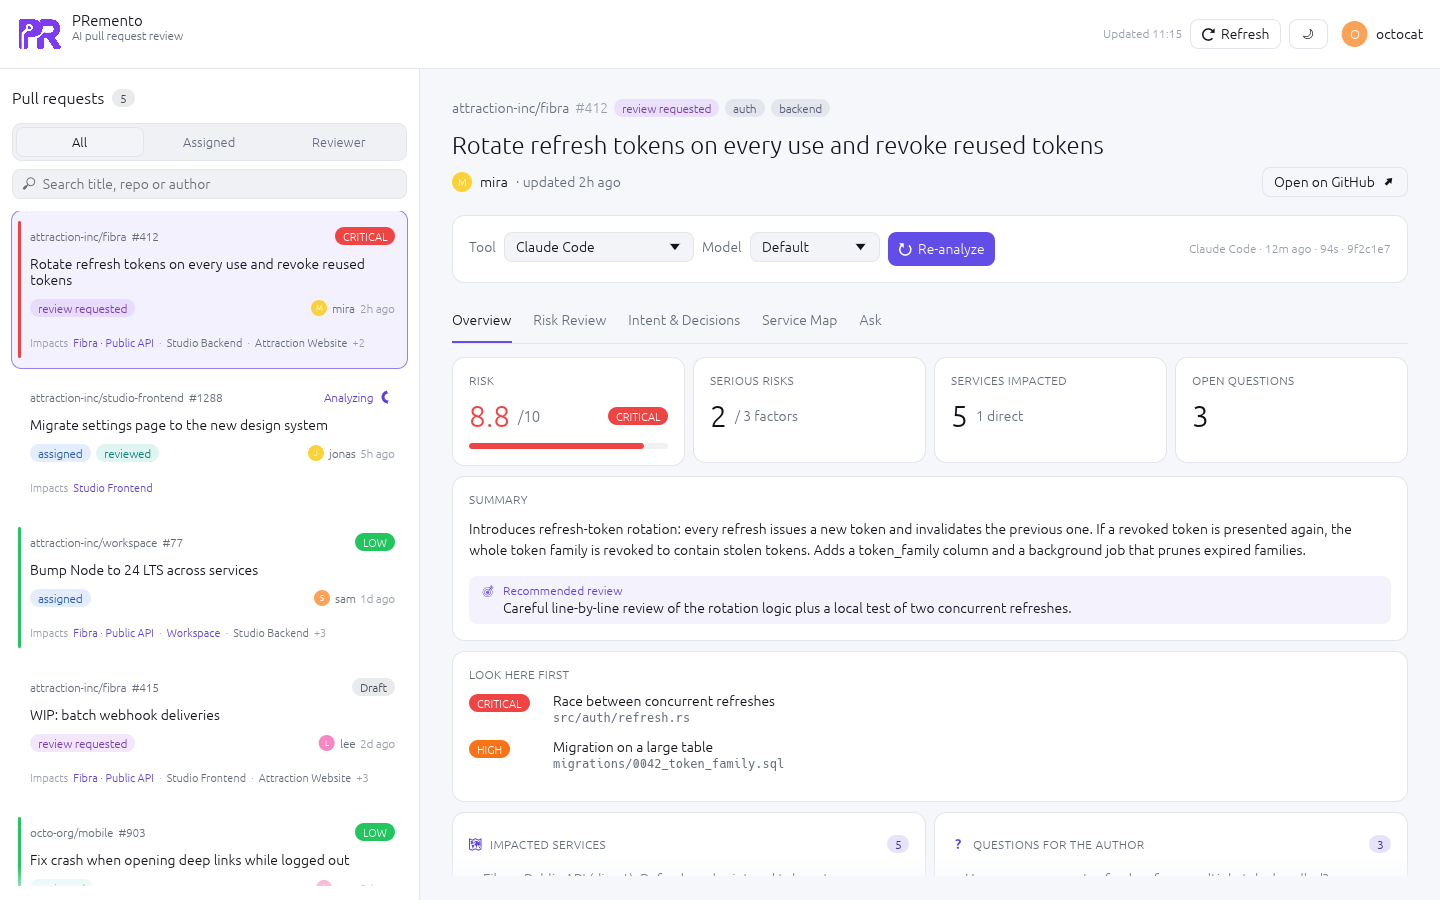 PR
PRemento
AI pull request review
Updated 11:15
Refresh
O
octocat
Pull requests 5
All
Assigned
Reviewer
Search title, repo or author
attraction-inc/fibra #412
CRITICAL
Rotate refresh tokens on every use and revoke reused
tokens
review requested
M mira 2h ago
Impacts Fibra · Public API · Studio Backend · Attraction Website +2
attraction-inc/studio-frontend #1288
Analyzing
Migrate settings page to the new design system
assigned reviewed
J jonas 5h ago
Impacts Studio Frontend
attraction-inc/workspace #77
LOW
Bump Node to 24 LTS across services
assigned
S sam 1d ago
Impacts Fibra · Public API · Workspace · Studio Backend +3
attraction-inc/fibra #415
Draft
WIP: batch webhook deliveries
review requested
L lee 2d ago
Impacts Fibra · Public API · Studio Frontend · Attraction Website +3
octo-org/mobile #903
LOW
Fix crash when opening deep links while logged out
attraction-inc/fibra #412 review requested auth backend
Rotate refresh tokens on every use and revoke reused tokens
M mira · updated 2h ago
Open on GitHub
Tool Claude Code Model Default Re-analyze
Claude Code · 12m ago · 94s · 9f2c1e7
Overview Risk Review Intent & Decisions Service Map Ask
RISK
8.8 /10 CRITICAL
SERIOUS RISKS
2 / 3 factors
SERVICES IMPACTED
5 1 direct
OPEN QUESTIONS
3
SUMMARY
Introduces refresh-token rotation: every refresh issues a new token and invalidates the previous one. If a revoked token is presented again, the
whole token family is revoked to contain stolen tokens. Adds a token_family column and a background job that prunes expired families.
Recommended review
Careful line-by-line review of the rotation logic plus a local test of two concurrent refreshes.
LOOK HERE FIRST
CRITICAL Race between concurrent refreshes
src/auth/refresh.rs
HIGH Migration on a large table
migrations/0042_token_family.sql
IMPACTED SERVICES 5
? QUESTIONS FOR THE AUTHOR 3